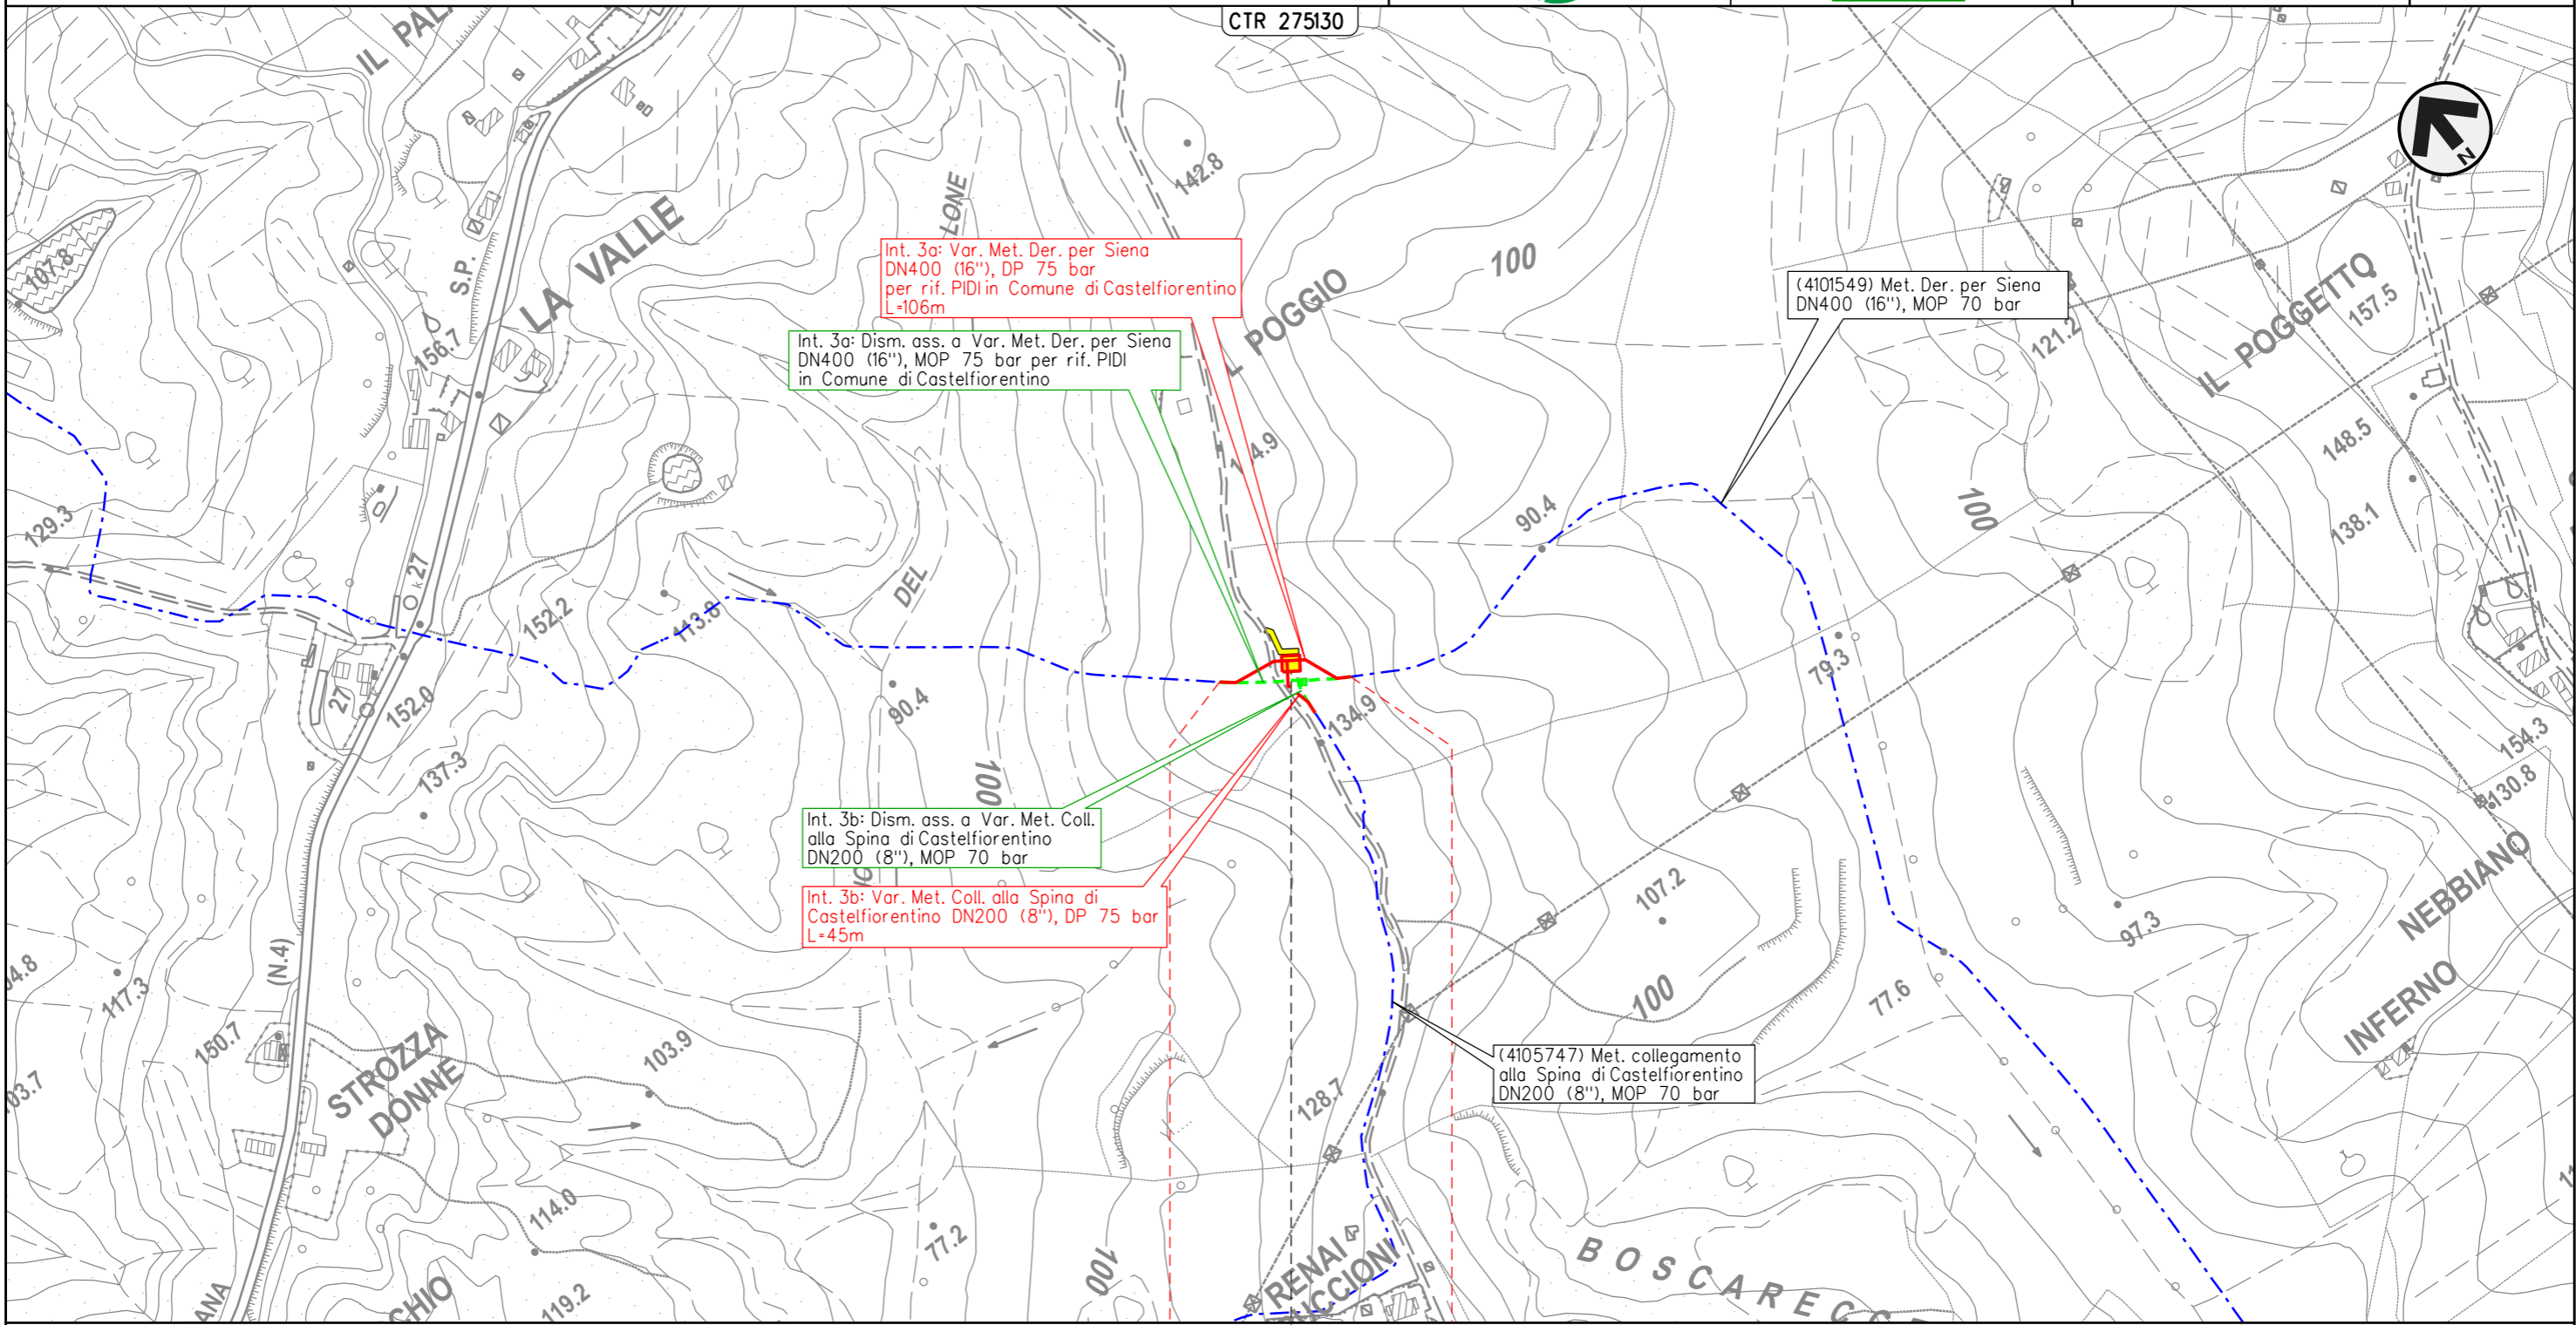 CTR 275130
IL
N
LONE
142.8
107.8
S.P.
LA VALLE
156.7
Int. 3a: Var. Met. Der. per Siena
DN400 (16"), DP 75 bar
per rif. PIDI in Comune di Castelfiorentino
L=106m
100
POGGIO
(4101549) Met. Der. per Siena
DN400 (16"), MOP 70 bar
IL POGGETTO
157.5
121.2
Int. 3a: Dism. ass. a Var. Met. Der. per Siena
DN400 (16"), MOP 75 bar per rif. PIDI
in Comune di Castelfiorentino
148.5
138.1
129.3
90.4
100
27
DEL
152.2
113.8
79.3
27
152.0
90.4
134.9
137.3
100
154.3
130.8
Int. 3b: Dism. ass. a Var. Met. Coll.
alla Spina di Castelfiorentino
DN200 (8"), MOP 70 bar
Int. 3b: Var. Met. Coll. alla Spina di
Castelfiorentino DN200 (8"), DP 75 bar
L=45m
107.2
97.3
NEBBIANO
(N.4)
117.3
100
77.6
INFERNO
150.7
STROZZA
DONNE
103.9
(4105747) Met. collegamento
alla Spina di Castelfiorentino
DN200 (8"), MOP 70 bar
128.7
114.0
77.2
100
119.2
RENAI
BOSCARECC